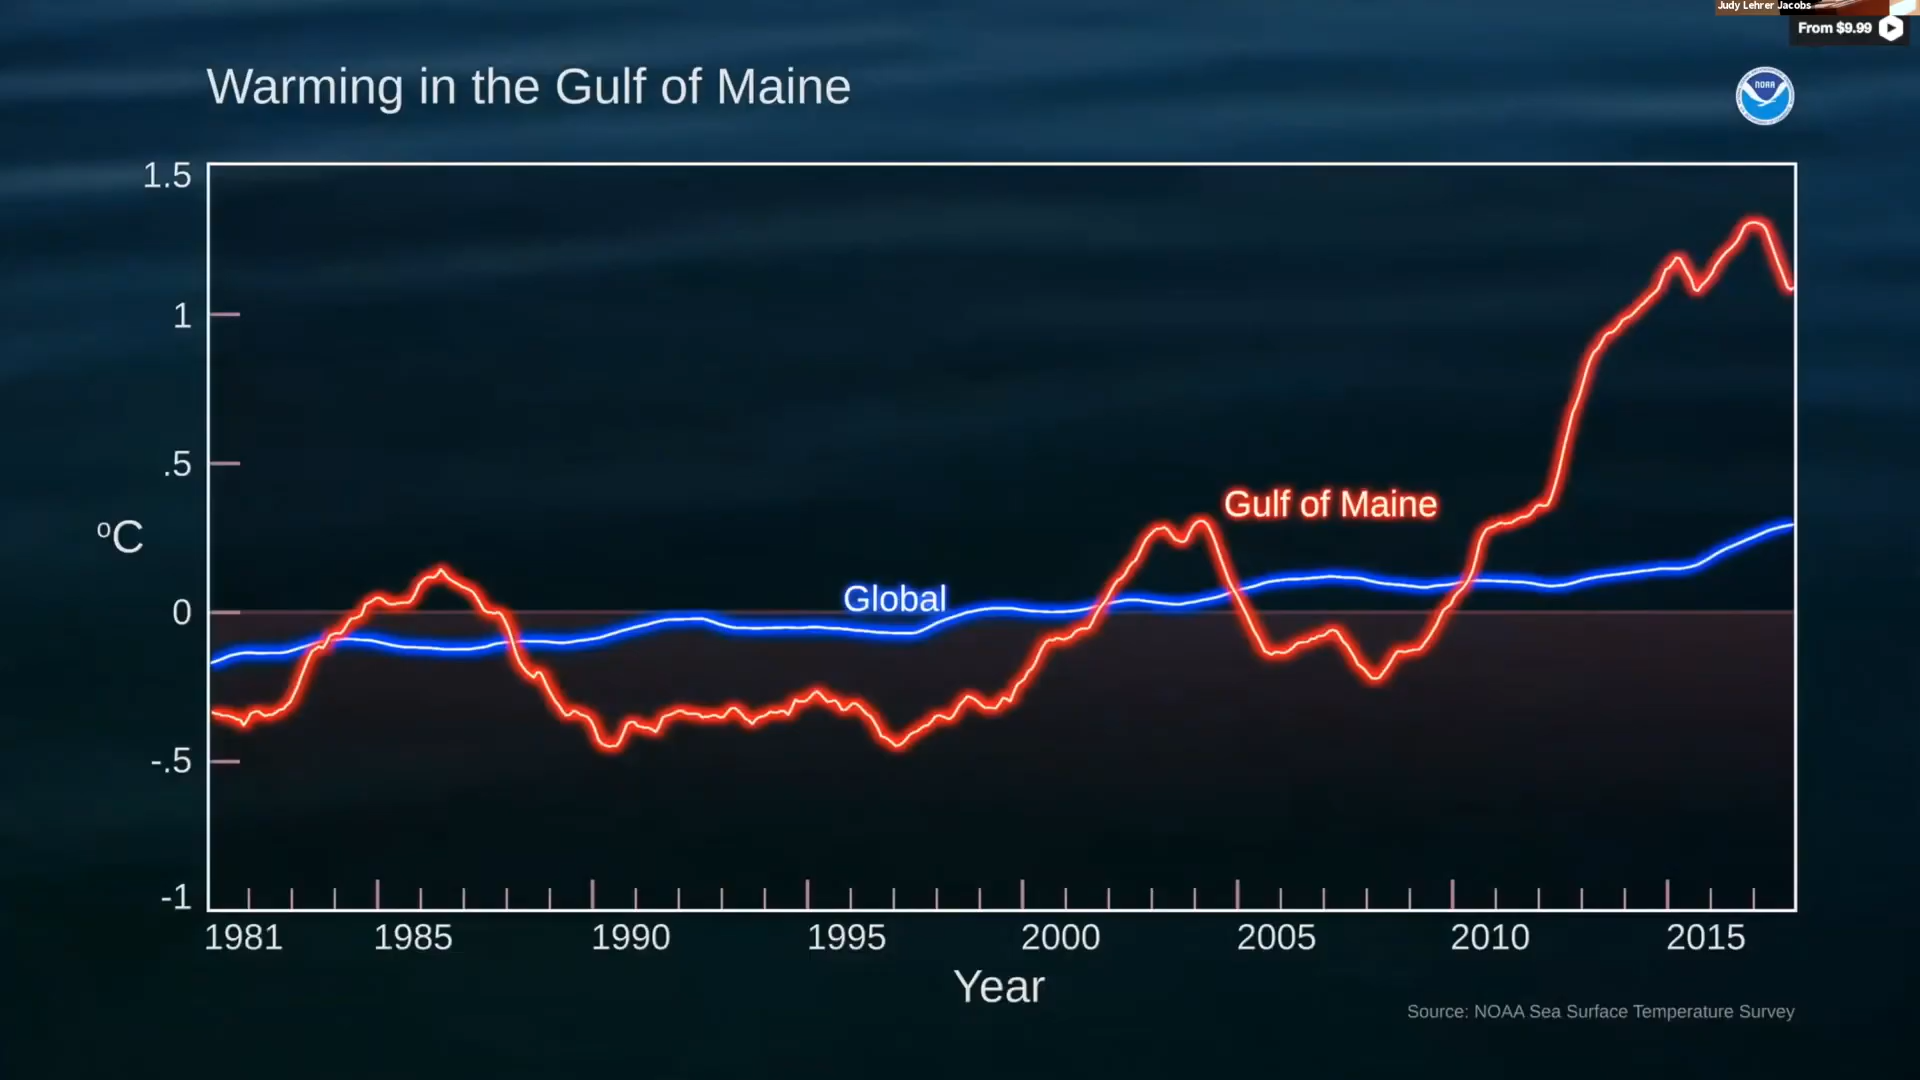 Judy Lehrer Jacobs
From $9.99
Warming in the Gulf of Maine
NOAA
1.5
1
.5
ºC
0
-.5
-1
Gulf of Maine
Global
1981 1985 1990 1995 2000 2005 2010 2015
Year
Source: NOAA Sea Surface Temperature Survey